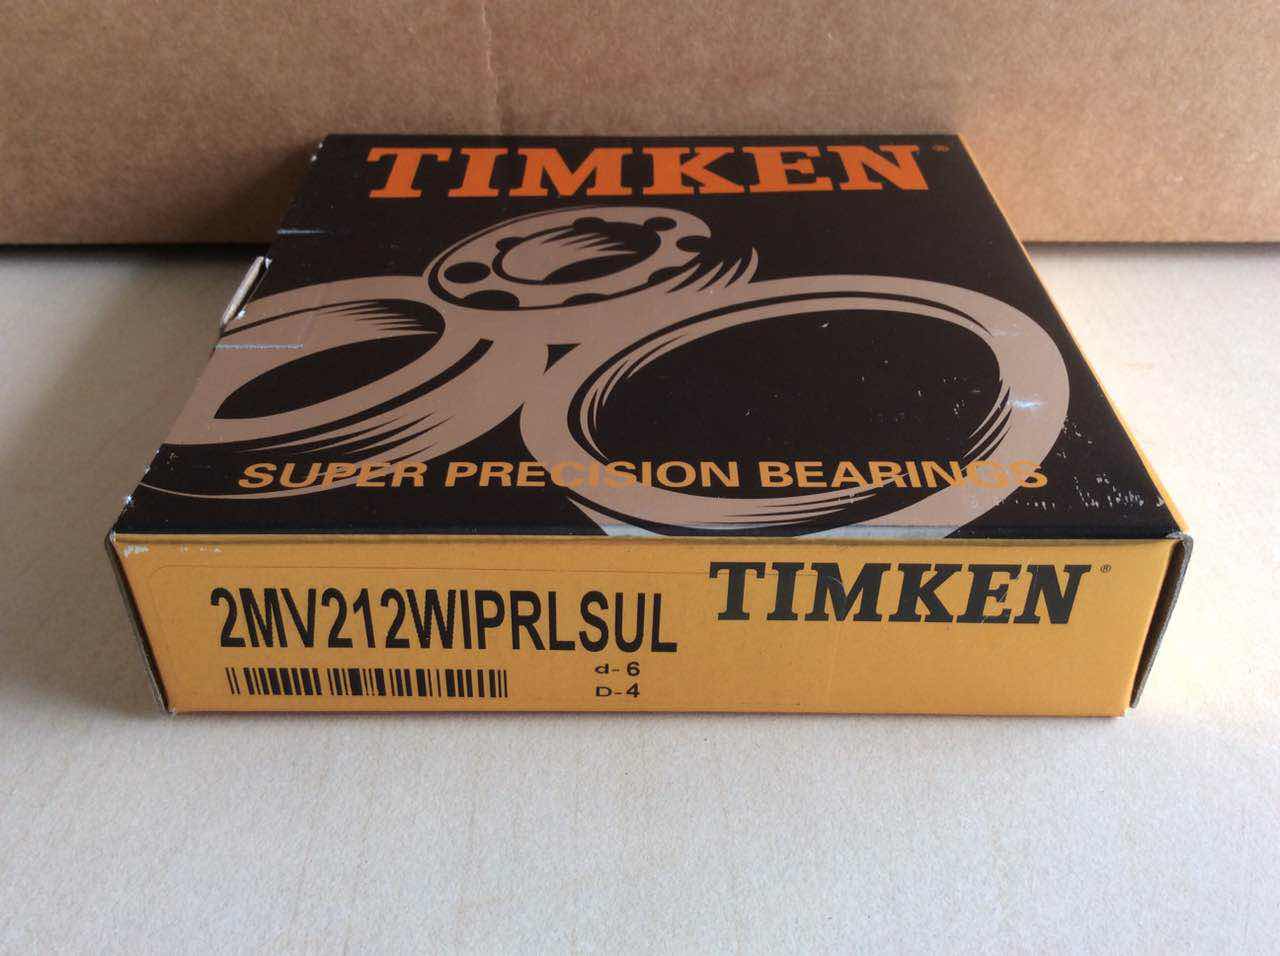 TIMKEN®
SUPER PRECISION BEARINGS
2MV212WIPRLSUL
TIMKEN®
d-6
D-4